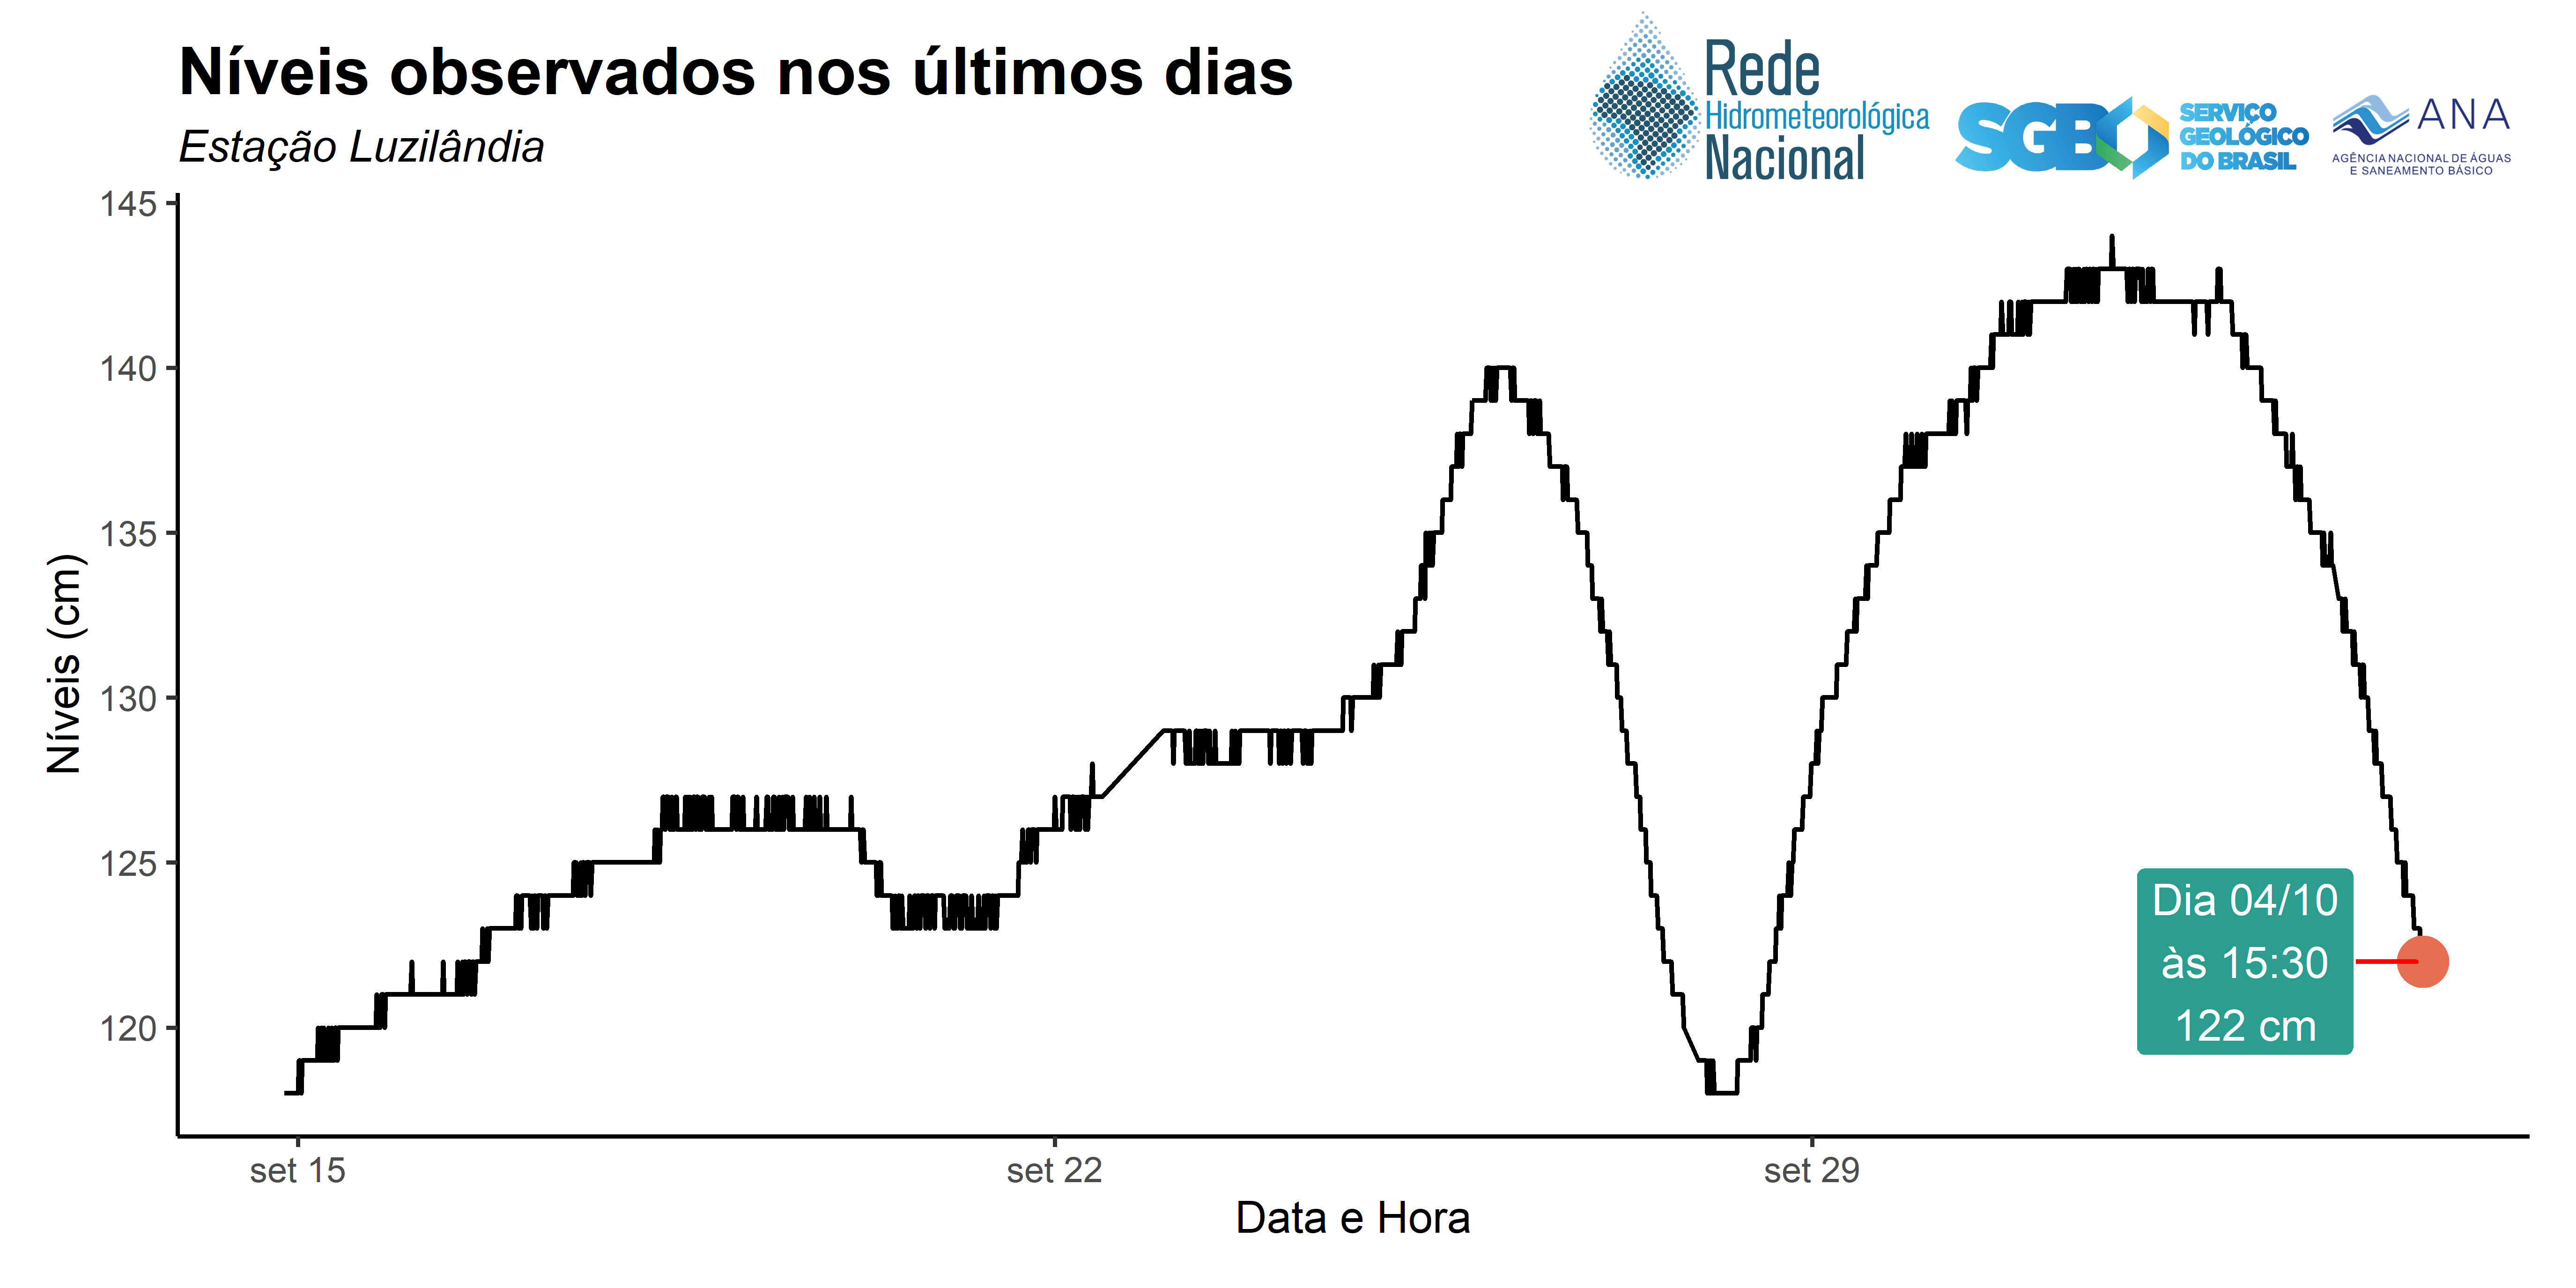 Níveis observados nos últimos dias
Estação Luzilândia
Rede
Hidrometeorológica
Nacional
SGB
SERVIÇO
GEOLÓGICO
DO BRASIL
ANA
AGÊNCIA NACIONAL DE ÁGUAS
E SANEAMENTO BÁSICO
145
140
135
130
125
120
Níveis (cm)
Dia 04/10
às 15:30
122 cm
set 15
set 22
set 29
Data e Hora